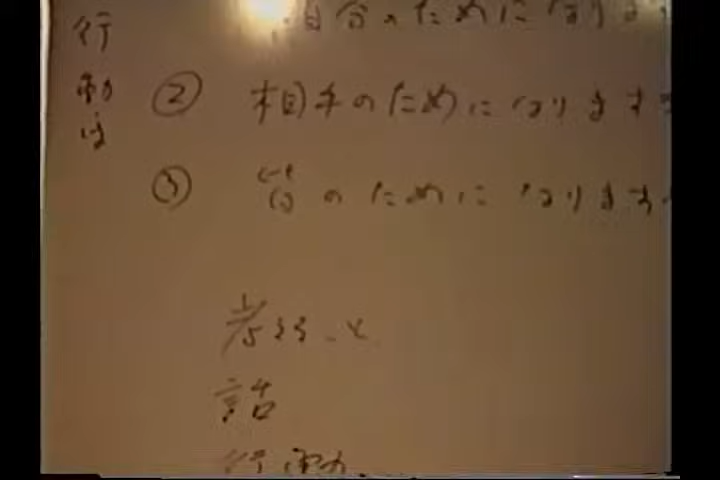 行動は
自分のためになります
② 相手のためになります
③ 皆のためになります
考えること
話
行動